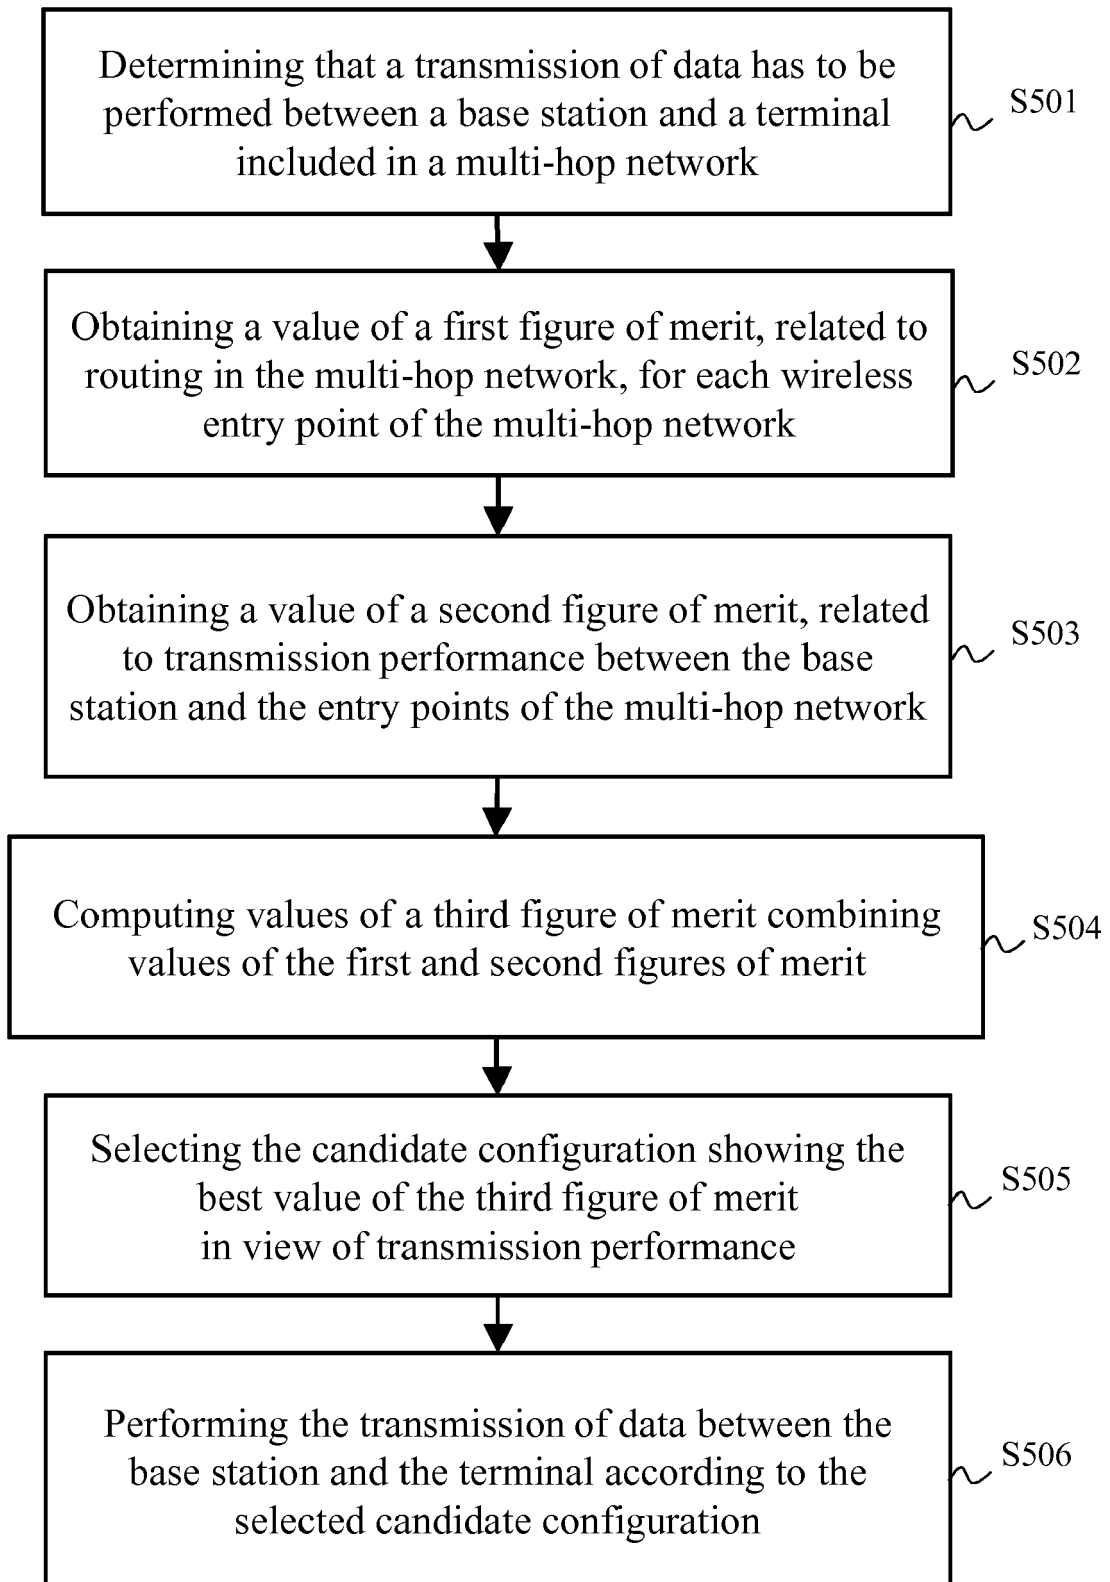 Determining that a transmission of data has to be
performed between a base station and a terminal
included in a multi-hop network
S501
Obtaining a value of a first figure of merit, related to
routing in the multi-hop network, for each wireless
entry point of the multi-hop network
S502
Obtaining a value of a second figure of merit, related
to transmission performance between the base
station and the entry points of the multi-hop network
S503
Computing values of a third figure of merit combining
values of the first and second figures of merit
S504
Selecting the candidate configuration showing the
best value of the third figure of merit
in view of transmission performance
S505
Performing the transmission of data between the
base station and the terminal according to the
selected candidate configuration
S506